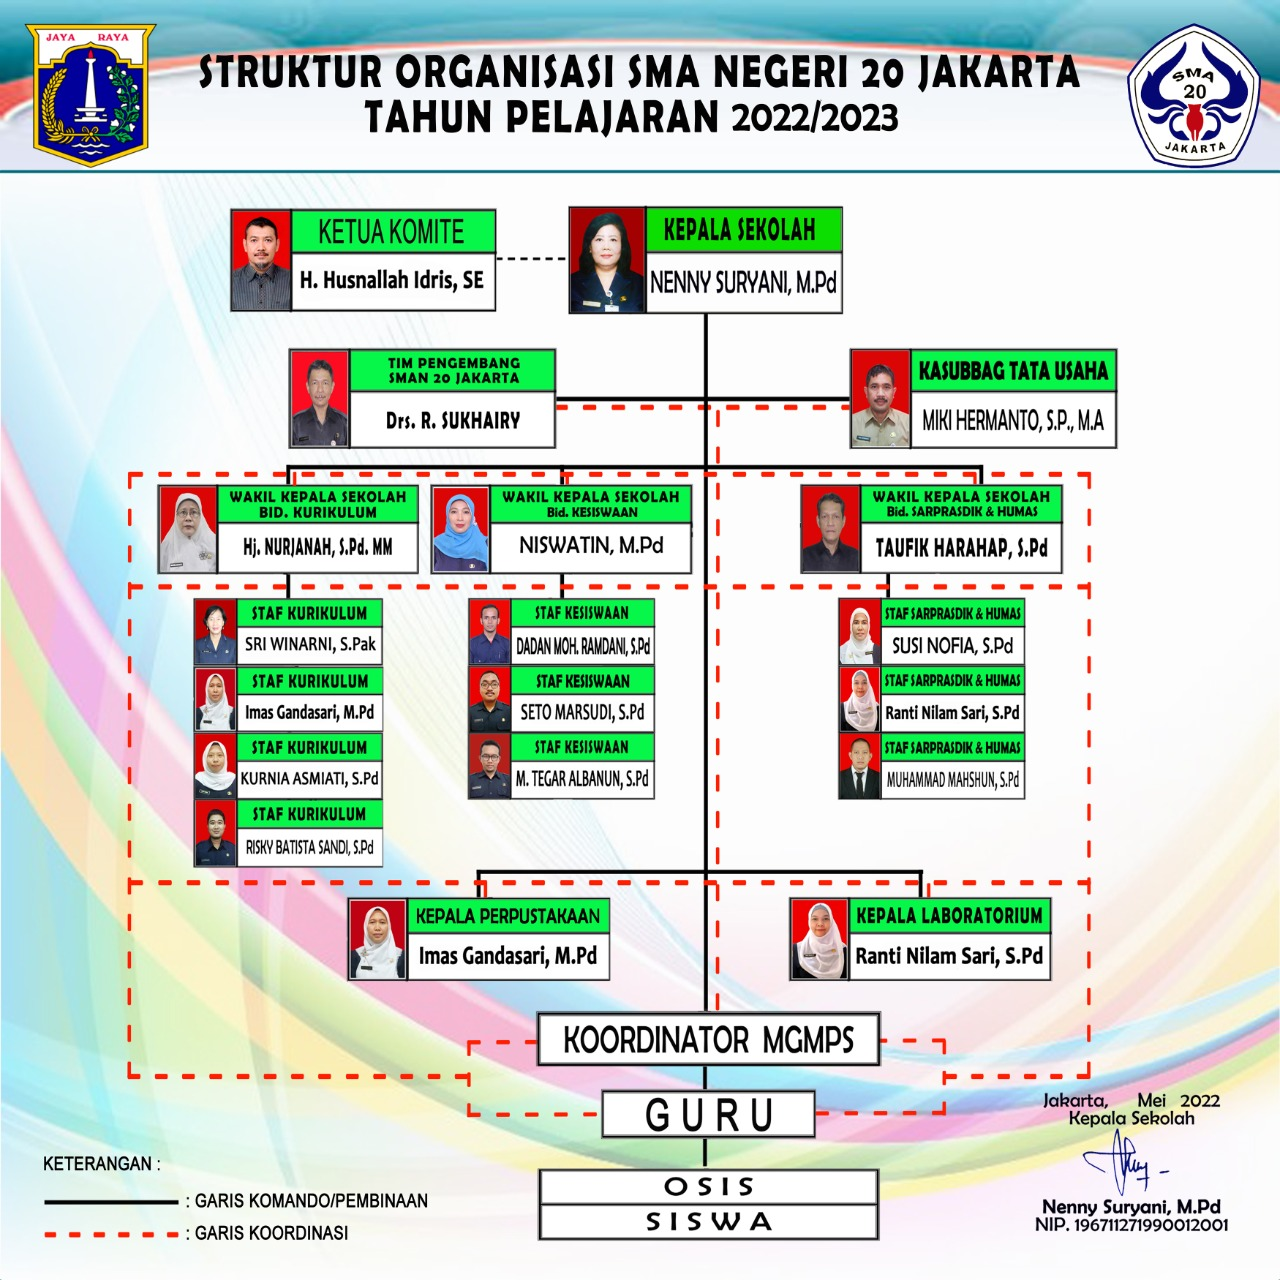 JAYA RAYA
STRUKTUR ORGANISASI SMA NEGERI 20 JAKARTA
TAHUN PELAJARAN 2022/2023
SMA
20
JAKARTA
KETUA KOMITE
H. Husnallah Idris, SE
KEPALA SEKOLAH
NENNY SURYANI, M.Pd
TIM PENGEMBANG
SMAN 20 JAKARTA
Drs. R. SUKHAIRY
KASUBBAG TATA USAHA
MIKI HERMANTO, S.P., M.A
WAKIL KEPALA SEKOLAH
BID. KURIKULUM
Hj. NURJANAH, S.Pd. MM
WAKIL KEPALA SEKOLAH
Bid. KESISWAAN
NISWATIN, M.Pd
WAKIL KEPALA SEKOLAH
Bid. SARPRASDIK & HUMAS
TAUFIK HARAHAP, S.Pd
STAF KURIKULUM
SRI WINARNI, S.Pak
STAF KURIKULUM
Imas Gandasari, M.Pd
STAF KURIKULUM
KURNIA ASMIATI, S.Pd
STAF KURIKULUM
RISKY BATISTA SANDI, S.Pd
STAF KESISWAAN
DADAN MOH. RAMDANI, S.Pd
STAF KESISWAAN
SETO MARSUDI, S.Pd
STAF KESISWAAN
M. TEGAR ALBANUN, S.Pd
STAF SARPRASDIK & HUMAS
SUSI NOFIA, S.Pd
STAF SARPRASDIK & HUMAS
Ranti Nilam Sari, S.Pd
STAF SARPRASDIK & HUMAS
MUHAMMAD MAHSHUN, S.Pd
KEPALA PERPUSTAKAAN
Imas Gandasari, M.Pd
KEPALA LABORATORIUM
Ranti Nilam Sari, S.Pd
KOORDINATOR MGMPS
GURU
OSIS
SISWA
KETERANGAN :
: GARIS KOMANDO/PEMBINAAN
: GARIS KOORDINASI
Jakarta, Mei 2022
Kepala Sekolah
Nenny Suryani, M.Pd
NIP. 196711271990012001